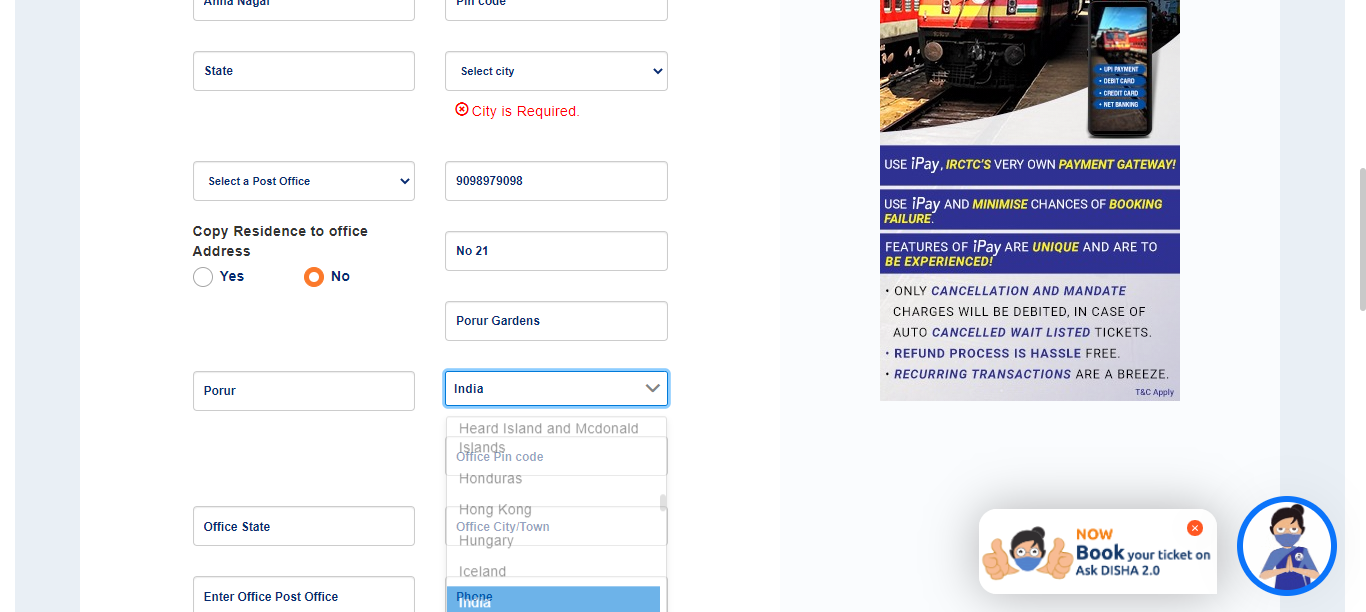 Anna Nagar
Pin code
State
Select city
City is Required.
Select a Post Office
9098979098
Copy Residence to office
Address
Yes
No
No 21
Porur Gardens
Porur
India
Heard Island and Mcdonald
Islands
Office Pin code
Honduras
Hong Kong
Office State
Office City/Town
Hungary
Iceland
Enter Office Post Office
Phone
India
• UPI PAYMENT
• DEBIT CARD
• CREDIT CARD
• NET BANKING
USE iPay, IRCTC'S VERY OWN PAYMENT GATEWAY!
USE iPay AND MINIMISE CHANCES OF BOOKING
FAILURE.
FEATURES OF iPay ARE UNIQUE AND ARE TO
BE EXPERIENCED!
• ONLY CANCELLATION AND MANDATE
CHARGES WILL BE DEBITED, IN CASE OF
AUTO CANCELLED WAIT LISTED TICKETS.
• REFUND PROCESS IS HASSLE FREE.
• RECURRING TRANSACTIONS ARE A BREEZE.
T&C Apply
NOW
Book your ticket on
Ask DISHA 2.0